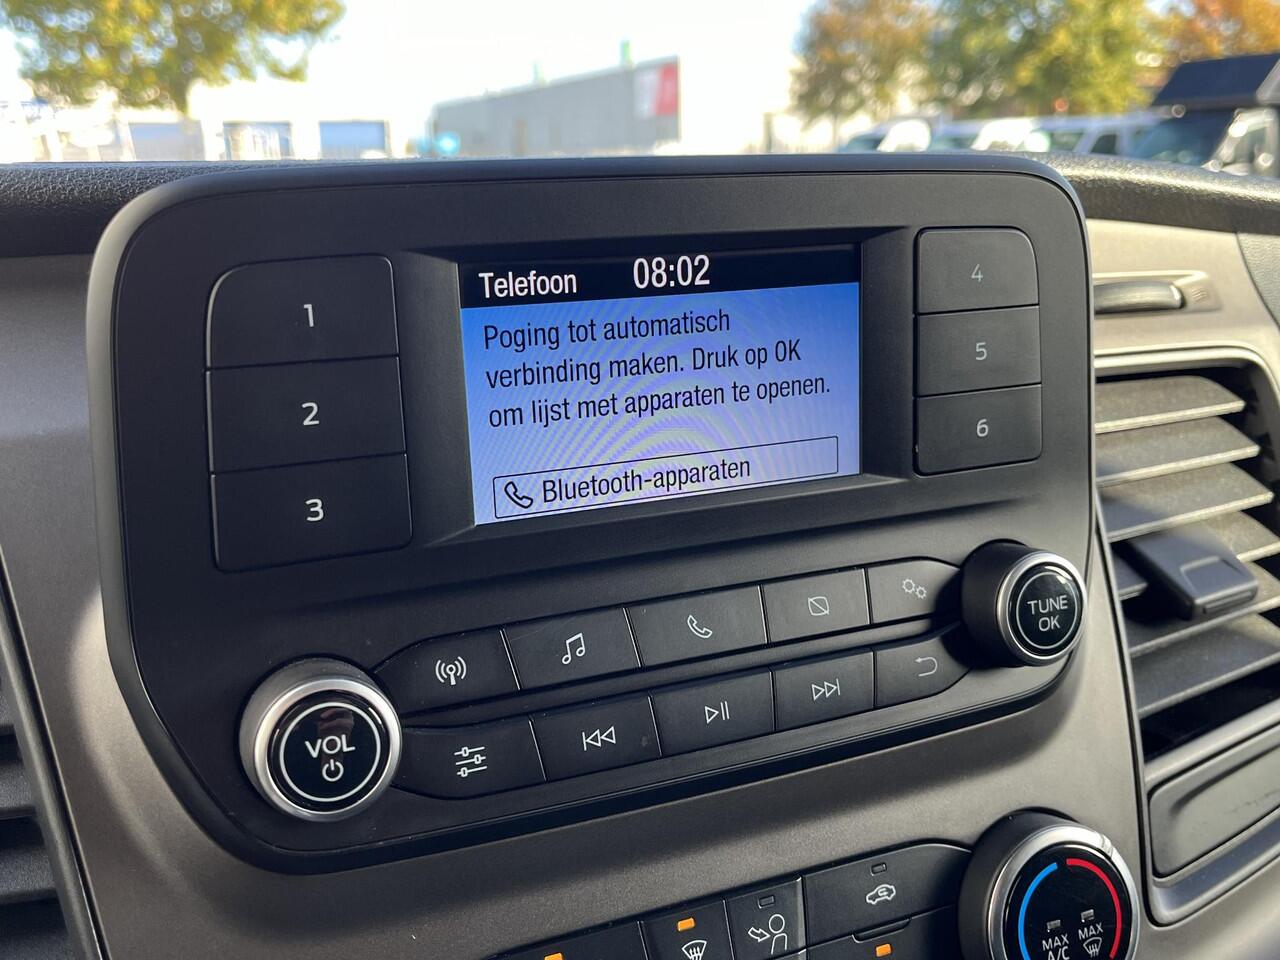 Telefoon 08:02
Poging tot automatisch
verbinding maken. Druk op OK
om lijst met apparaten te openen.
Bluetooth-apparaten
1
2
3
4
5
6
TUNE
OK
VOL
MAX
A/C
MAX